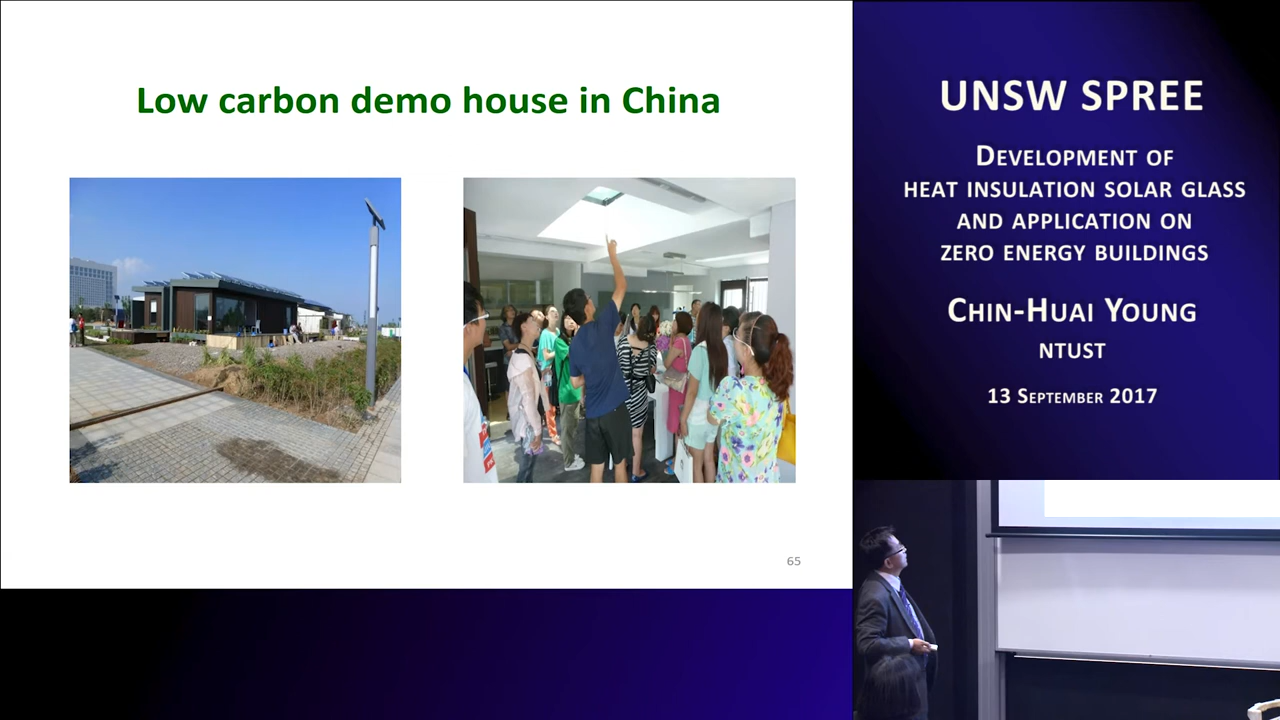 Low carbon demo house in China
65
UNSW SPREE
Development of
heat insulation solar glass
and application on
zero energy buildings
Chin-Huai Young
NTUST
13 September 2017